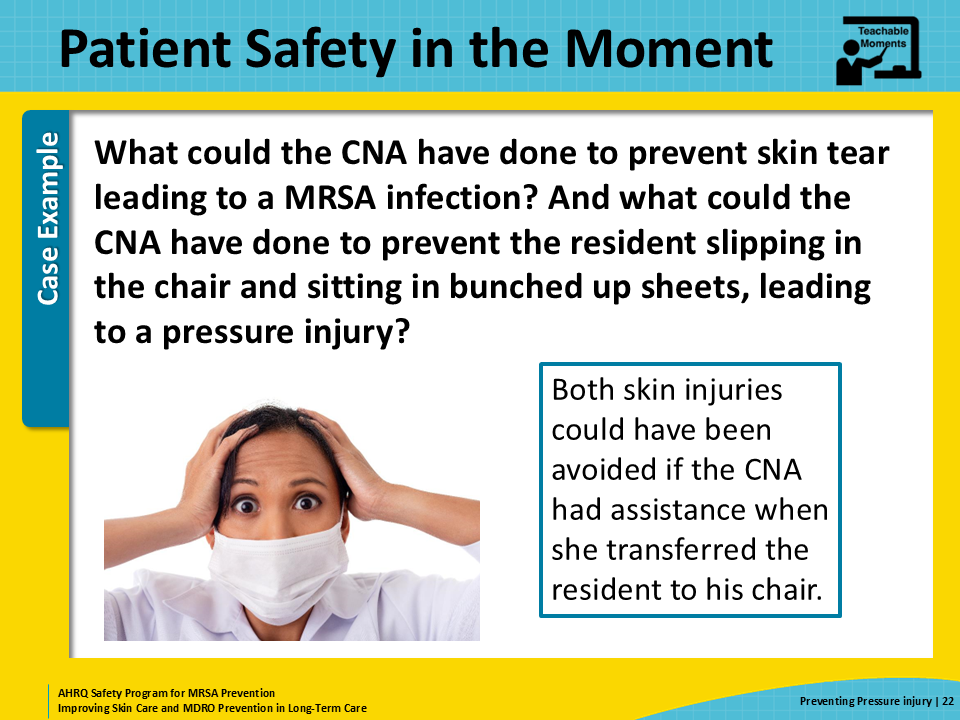 Patient Safety in the Moment
Teachable
Moments
Case Example
What could the CNA have done to prevent skin tear
leading to a MRSA infection? And what could the
CNA have done to prevent the resident slipping in
the chair and sitting in bunched up sheets, leading
to a pressure injury?
Both skin injuries
could have been
avoided if the CNA
had assistance when
she transferred the
resident to his chair.
AHRQ Safety Program for MRSA Prevention
Improving Skin Care and MDRO Prevention in Long-Term Care
Preventing Pressure injury | 22